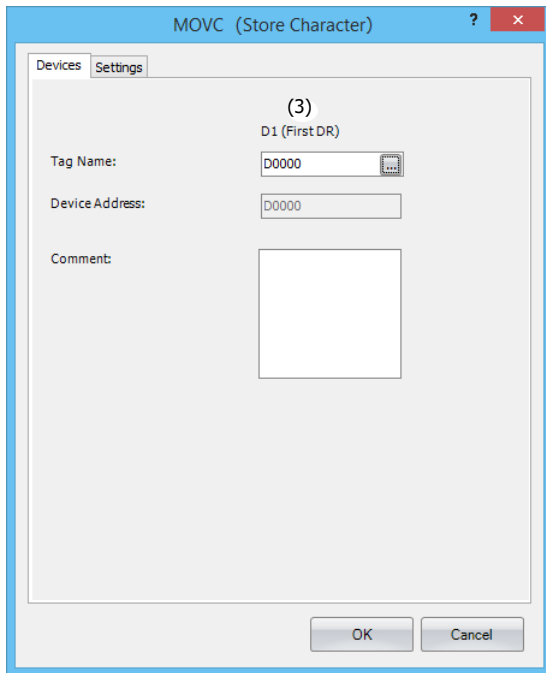 MOVC (Store Character)
? ×
Devices Settings
(3)
D1 (First DR)
Tag Name: D0000 ...
Device Address: D0000
Comment:
OK Cancel